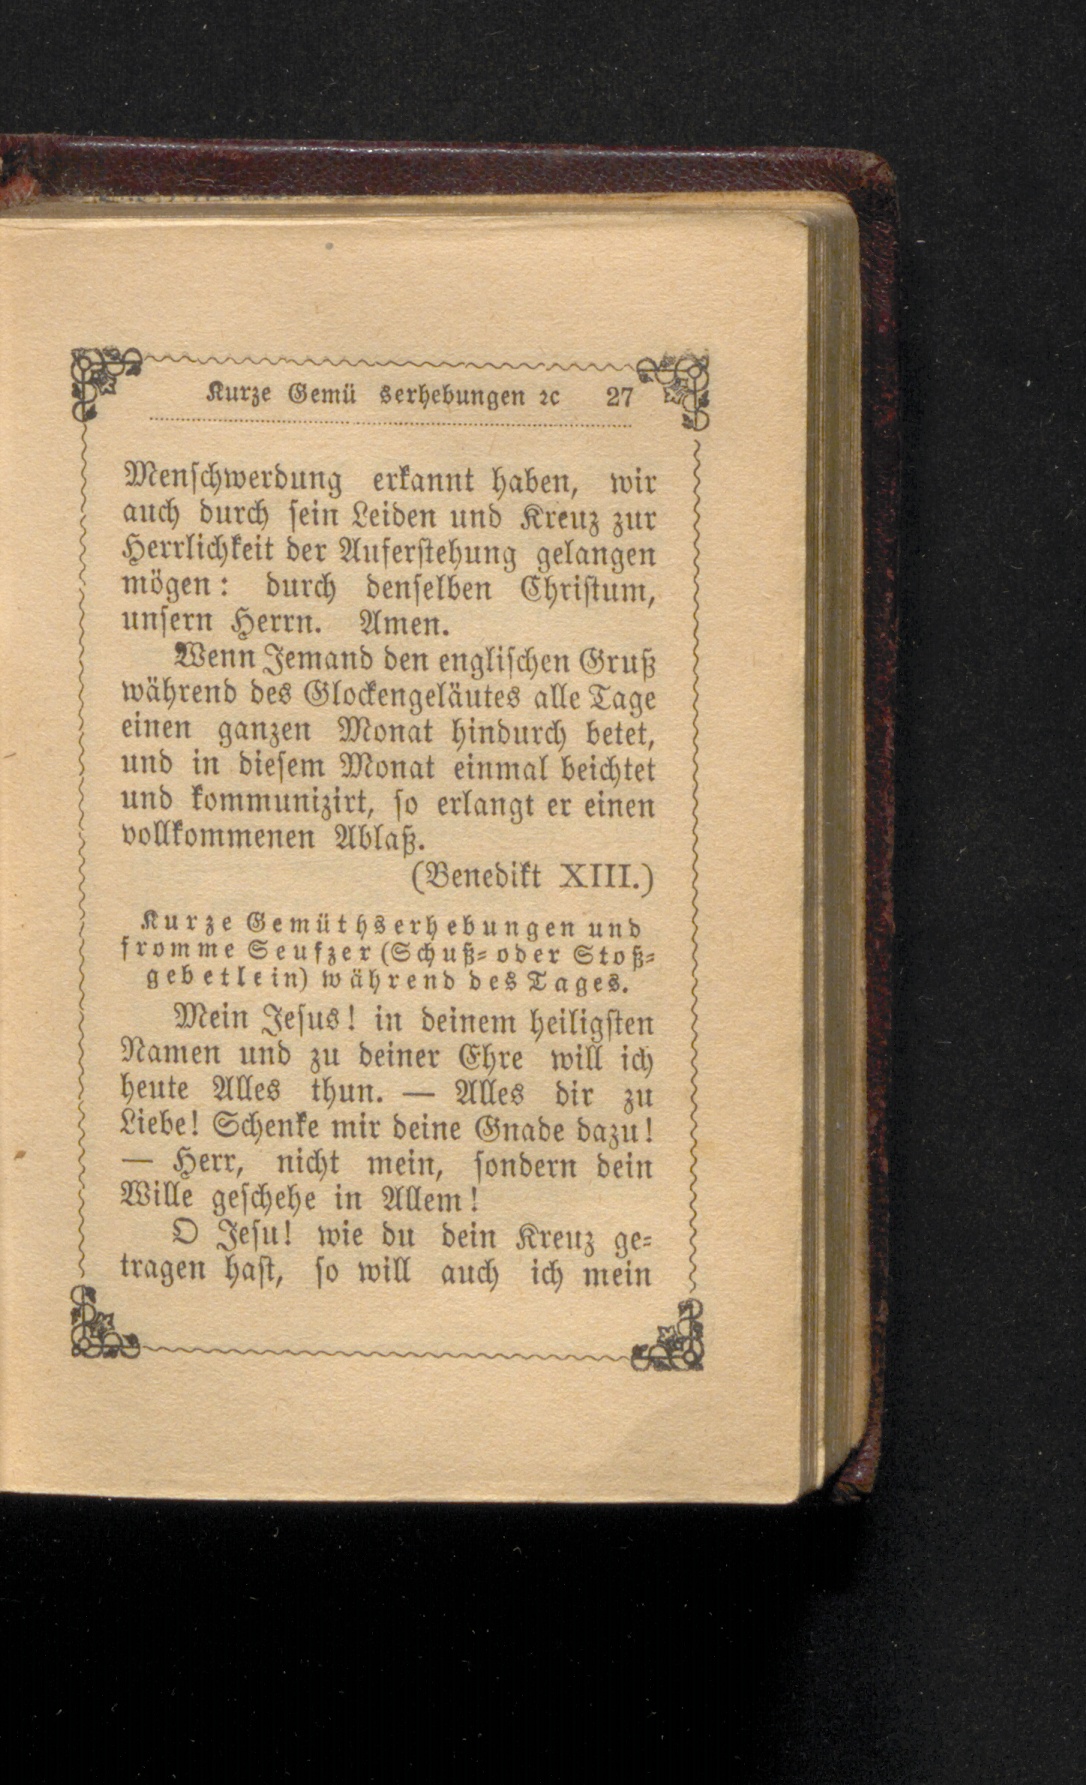 Kurze Gemü serhebungen ꝛc 27
Menschwerdung erkannt haben, wir
auch durch sein Leiden und Kreuz zur
Herrlichkeit der Auferstehung gelangen
mögen: durch denselben Christum,
unsern Herrn. Amen.
Wenn Jemand den englischen Gruß
während des Glockengeläutes alle Tage
einen ganzen Monat hindurch betet,
und in diesem Monat einmal beichtet
und kommunizirt, so erlangt er einen
vollkommenen Ablaß.
(Benedikt XIII.)
Kurze Gemüthserhebungen und
fromme Seufzer (Schuß- oder Stoß-
gebetlein) während des Tages.
Mein Jesus! in deinem heiligsten
Namen und zu deiner Ehre will ich
heute Alles thun. — Alles dir zu
Liebe! Schenke mir deine Gnade dazu!
— Herr, nicht mein, sondern dein
Wille geschehe in Allem!
O Jesu! wie du dein Kreuz ge-
tragen hast, so will auch ich mein